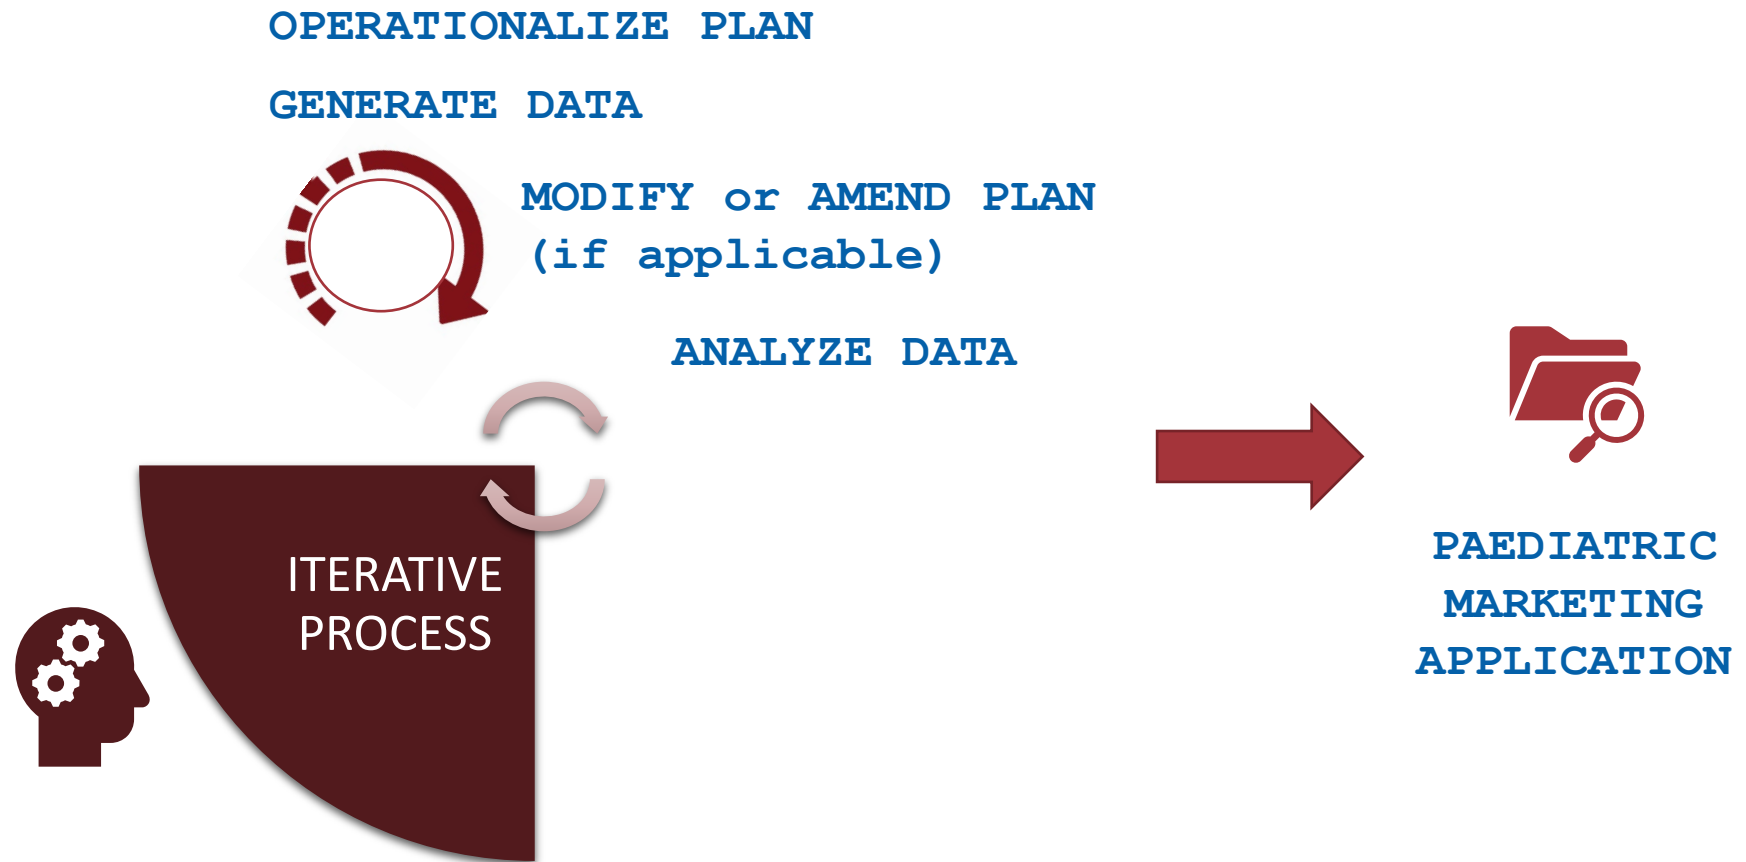 OPERATIONALIZE PLAN
GENERATE DATA
MODIFY or AMEND PLAN
(if applicable)
ANALYZE DATA
ITERATIVE
PROCESS
PAEDIATRIC
MARKETING
APPLICATION